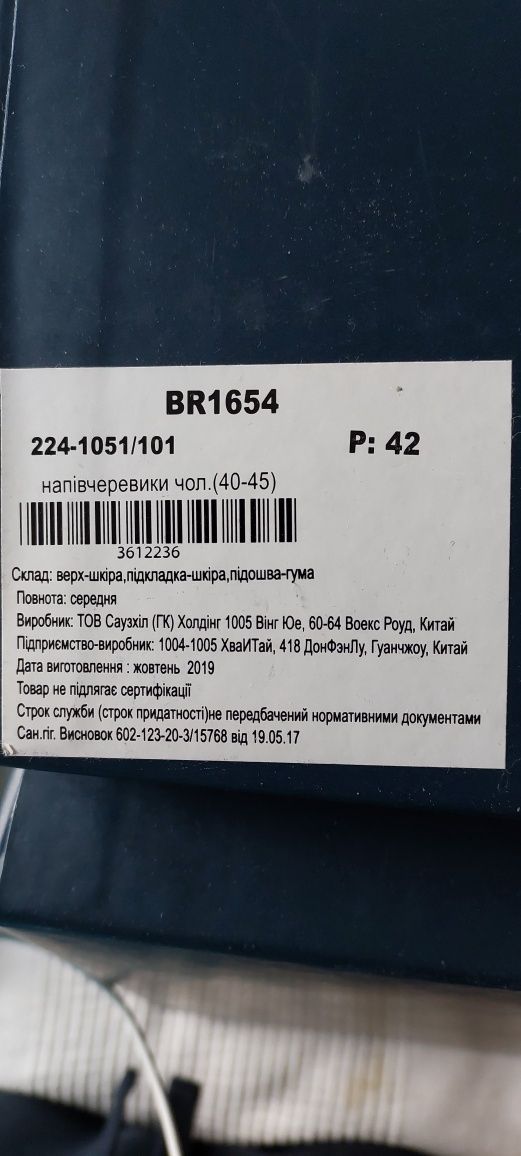 BR1654
224-1051/101 Р: 42
напівчеревики чол.(40-45)
3612236
Склад: верх-шкіра,підкладка-шкіра,підошва-гума
Повнота: середня
Виробник: ТОВ Саузхіл (ГК) Холдінг 1005 Вінг Юе, 60-64 Воекс Роуд, Китай
Підприємство-виробник: 1004-1005 ХваИТай, 418 ДонФэнЛу, Гуанчжоу, Китай
Дата виготовлення : жовтень 2019
Товар не підлягає сертифікації
Строк служби (строк придатності)не передбачений нормативними документами
Сан.гіг. Висновок 602-123-20-3/15768 від 19.05.17